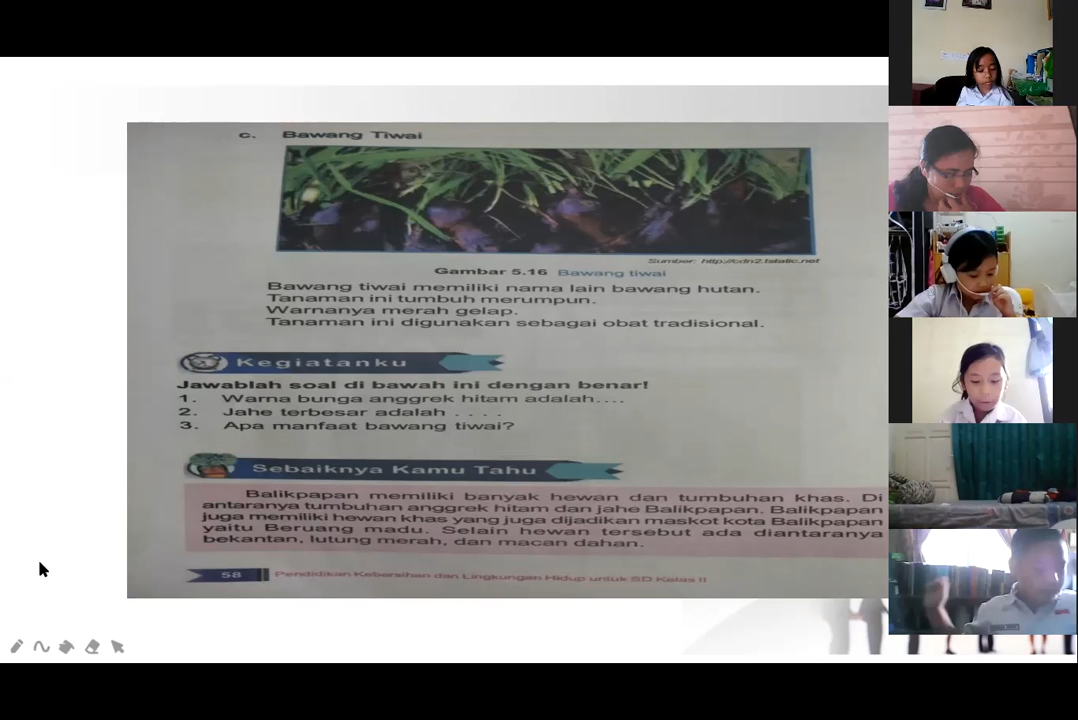 c. Bawang Tiwai
Sumber: http://cdn2.tstatic.net
Gambar 5.16 Bawang tiwai
Bawang tiwai memiliki nama lain bawang hutan.
Tanaman ini tumbuh merumpun.
Warnanya merah gelap.
Tanaman ini digunakan sebagai obat tradisional.
Kegiatanku
Jawablah soal di bawah ini dengan benar!
1. Warna bunga anggrek hitam adalah....
2. Jahe terbesar adalah . . . .
3. Apa manfaat bawang tiwai?
Sebaiknya Kamu Tahu
Balikpapan memiliki banyak hewan dan tumbuhan khas. Di
antaranya tumbuhan anggrek hitam dan jahe Balikpapan. Balikpapan
juga memiliki hewan khas yang juga dijadikan maskot kota Balikpapan
yaitu Beruang madu. Selain hewan tersebut ada diantaranya
bekantan, lutung merah, dan macan dahan.
58 Pendidikan Kebersihan dan Lingkungan Hidup untuk SD Kelas II